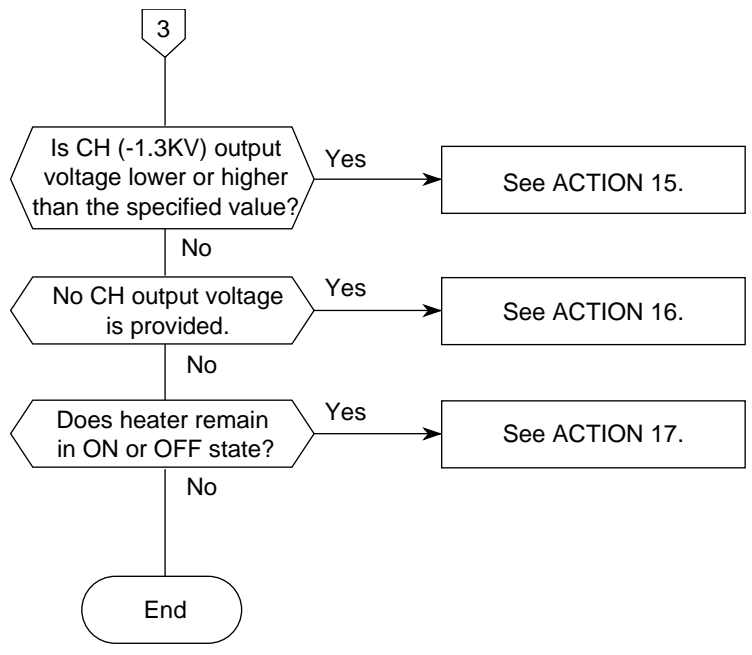 3
Is CH (-1.3KV) output
voltage lower or higher
than the specified value?
Yes
See ACTION 15.
No
No CH output voltage
is provided.
Yes
See ACTION 16.
No
Does heater remain
in ON or OFF state?
Yes
See ACTION 17.
No
End